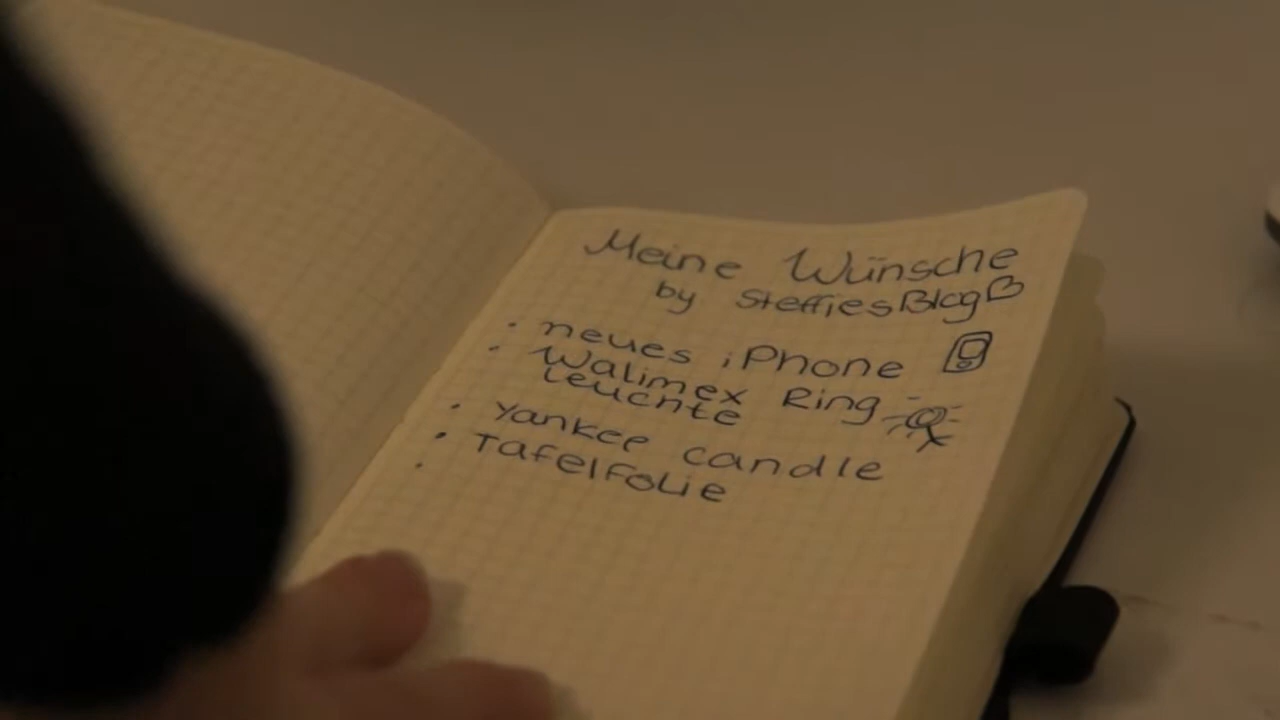 Meine Wünsche
by SteffiesBlog
· neues iPhone
· Walimex Ring
leuchte
· Yankee candle
· Tafelfolie
·